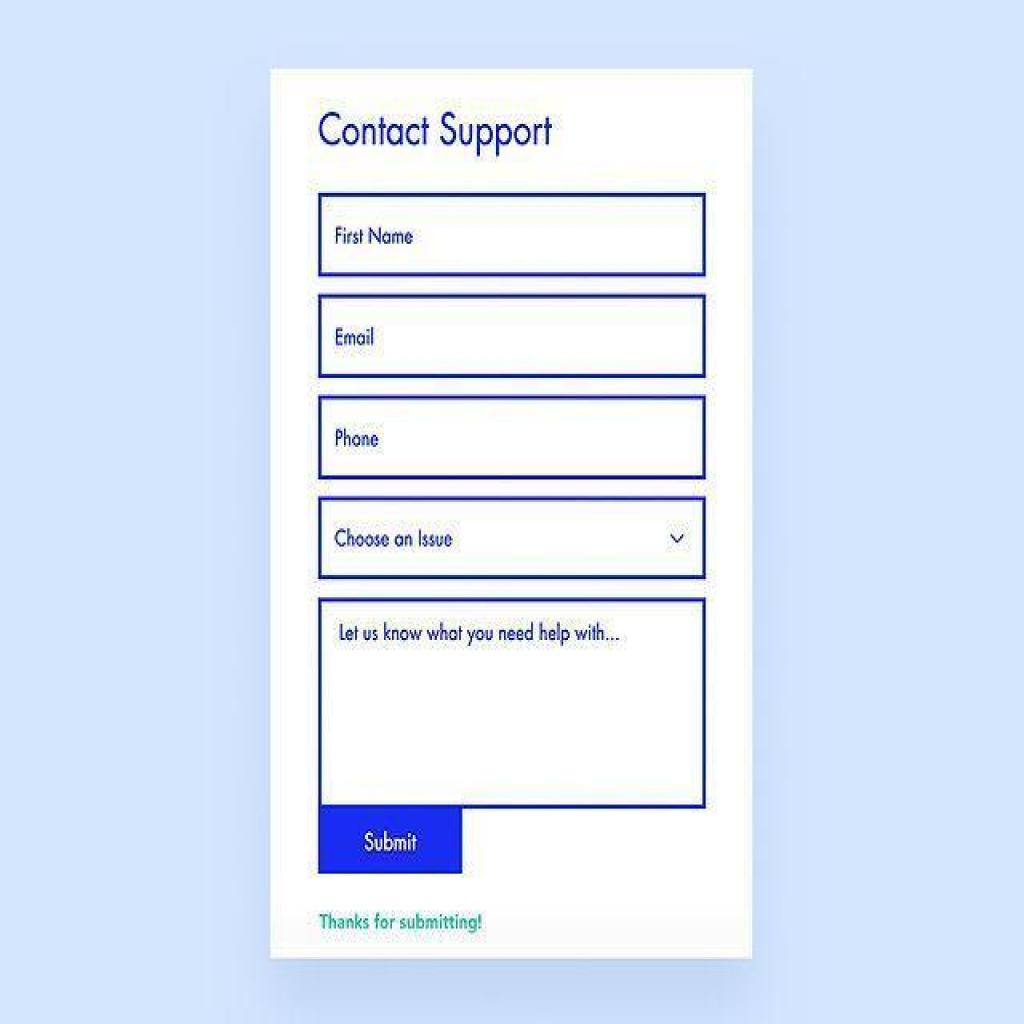 Contact Support
First Name
Email
Phone
Choose an Issue
Let us know what you need help with...
Submit
Thanks for submitting!